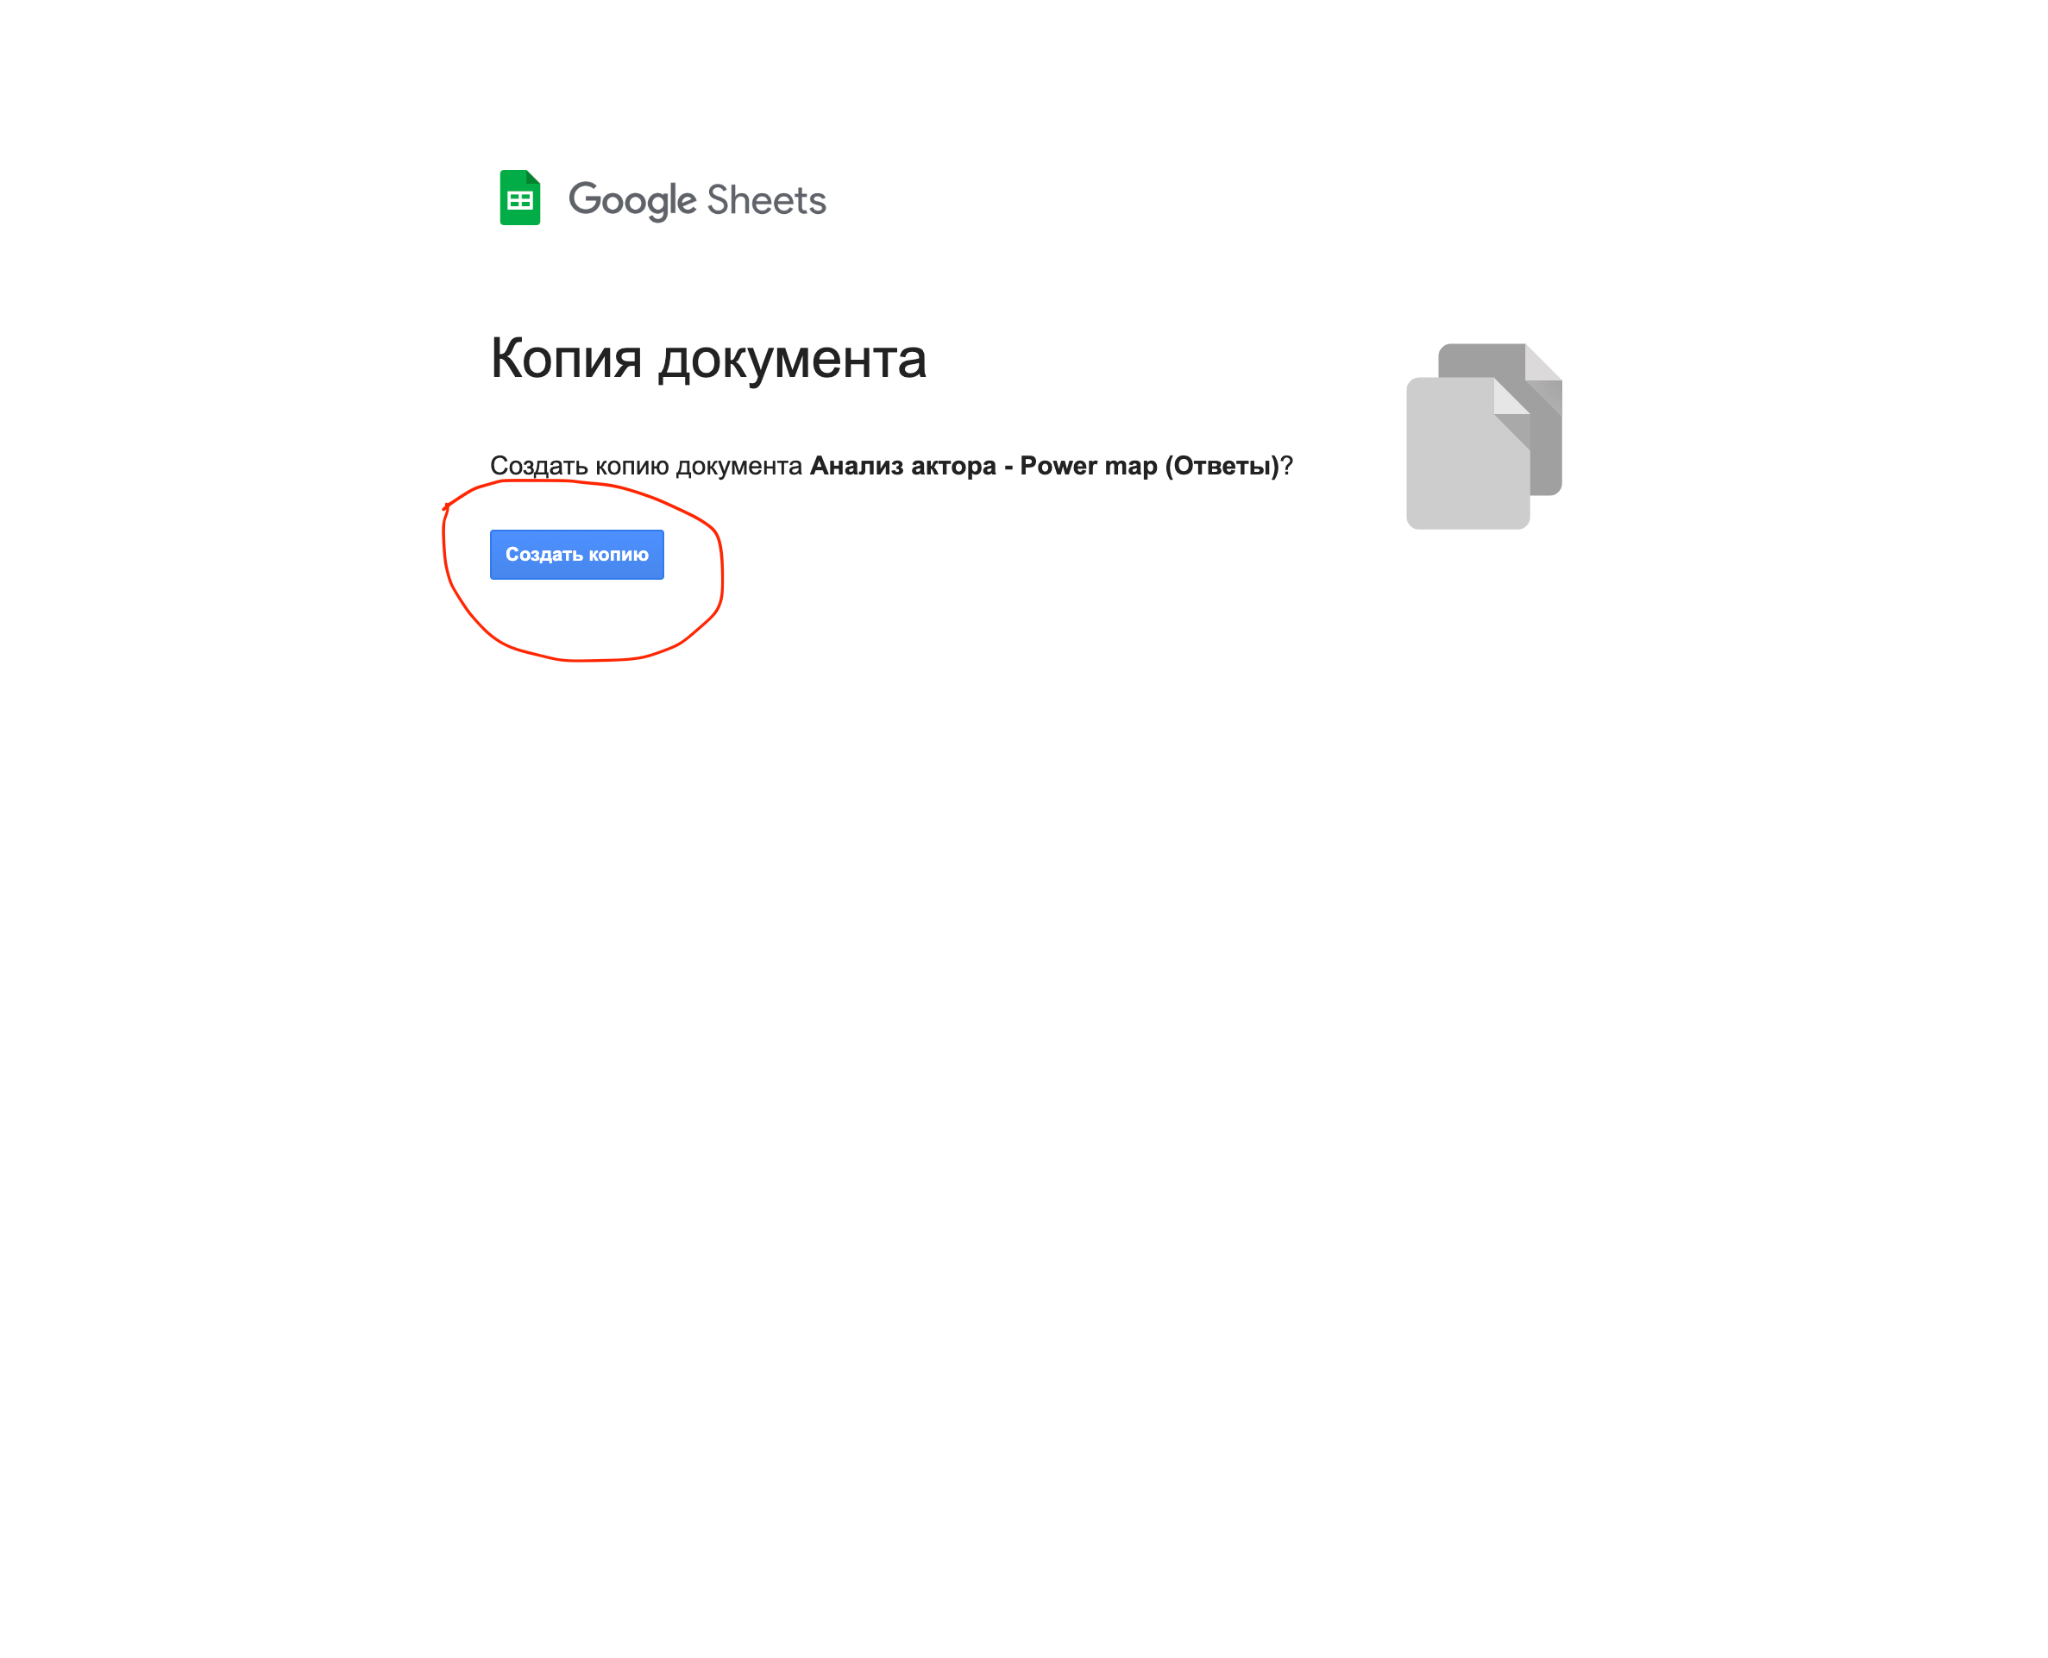 Google Sheets
Копия документа
Создать копию документа Анализ актора - Power map (Ответы)?
Создать копию